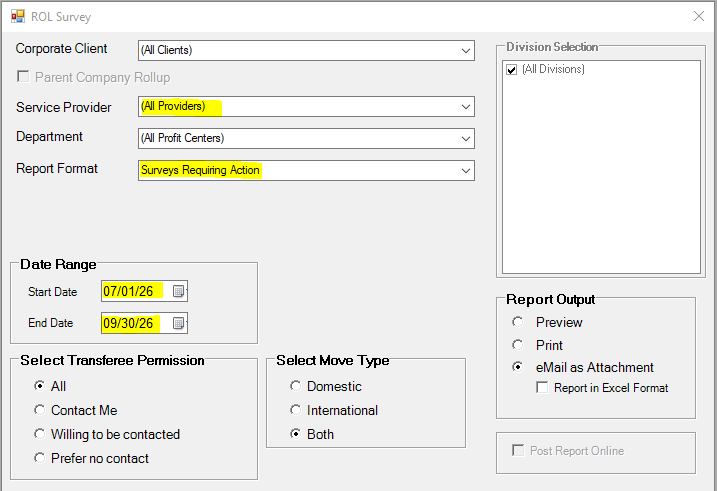 ROL Survey
Corporate Client
(All Clients)
Parent Company Rollup
Service Provider
(All Providers)
Department
(All Profit Centers)
Report Format
Surveys Requiring Action
Division Selection
(All Divisions)
Date Range
Start Date
07/01/26
End Date
09/30/26
Select Transferee Permission
All
Contact Me
Willing to be contacted
Prefer no contact
Select Move Type
Domestic
International
Both
Report Output
Preview
Print
eMail as Attachment
Report in Excel Format
Post Report Online